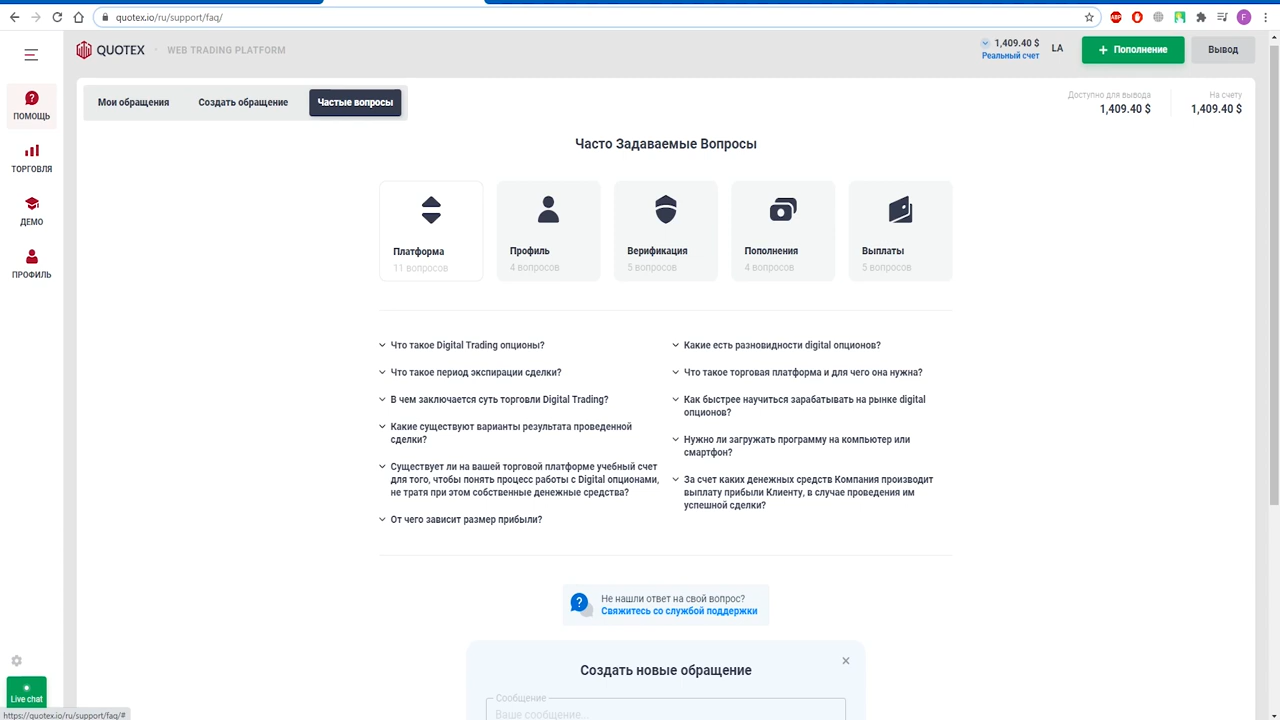 quotex.io/ru/support/faq/
ABP
F
QUOTEX
WEB TRADING PLATFORM
1,409.40 $
Реальный счет
LA
+ Пополнение
Вывод
ПОМОЩЬ
ТОРГОВЛЯ
ДЕМО
ПРОФИЛЬ
Мои обращения
Создать обращение
Частые вопросы
Доступно для вывода
1,409.40 $
На счету
1,409.40 $
Часто Задаваемые Вопросы
Платформа
11 вопросов
Профиль
4 вопросов
Верификация
5 вопросов
Пополнения
4 вопросов
Выплаты
5 вопросов
Что такое Digital Trading опционы?
Что такое период экспирации сделки?
В чем заключается суть торговли Digital Trading?
Какие существуют варианты результата проведенной
сделки?
Существует ли на вашей торговой платформе учебный счет
для того, чтобы понять процесс работы с Digital опционами,
не тратя при этом собственные денежные средства?
От чего зависит размер прибыли?
Какие есть разновидности digital опционов?
Что такое торговая платформа и для чего она нужна?
Как быстрее научиться зарабатывать на рынке digital
опционов?
Нужно ли загружать программу на компьютер или
смартфон?
За счет каких денежных средств Компания производит
выплату прибыли Клиенту, в случае проведения им
успешной сделки?
Не нашли ответ на свой вопрос?
Свяжитесь со службой поддержки
Создать новые обращение
Сообщение
Ваше сообщение...
Live chat
https://quotex.io/ru/support/faq/#